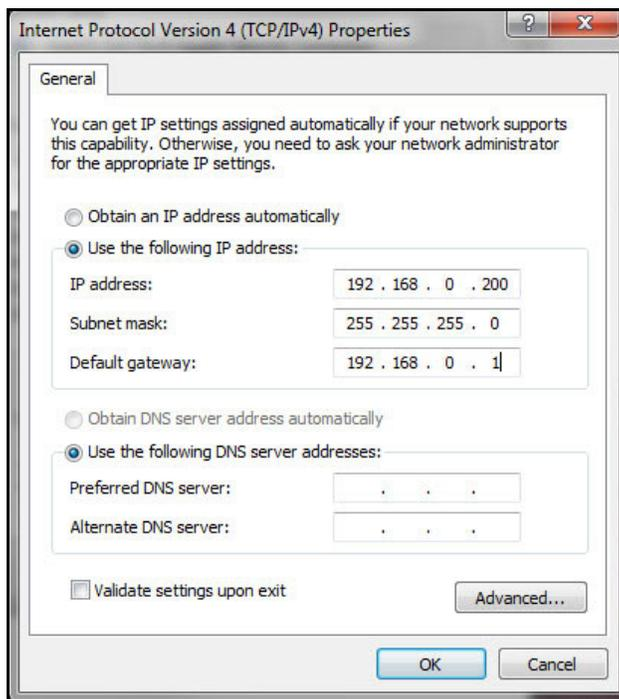 Internet Protocol Version 4 (TCP/IPv4) Properties
?
General
You can get IP settings assigned automatically if your network supports
this capability. Otherwise, you need to ask your network administrator
for the appropriate IP settings.
Obtain an IP address automatically
Use the following IP address:
IP address: 192 . 168 . 0 . 200
Subnet mask: 255 . 255 . 255 . 0
Default gateway: 192 . 168 . 0 . 1
Obtain DNS server address automatically
Use the following DNS server addresses:
Preferred DNS server: . . .
Alternate DNS server: . . .
Validate settings upon exit
Advanced...
OK Cancel